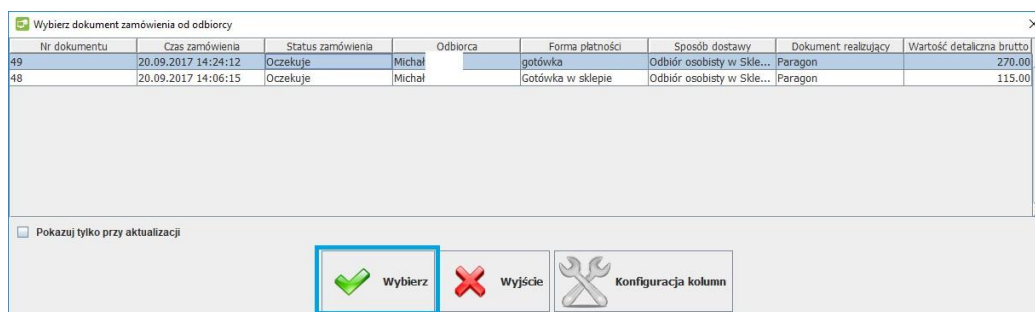 Wybierz dokument zamówienia od odbiorcy
Nr dokumentu Czas zamówienia Status zamówienia Odbiorca Forma płatności Sposób dostawy Dokument realizujący Wartość detaliczna brutto
49 20.09.2017 14:24:12 Oczekuje Michał gotówka Odbiór osobisty w Skle... Paragon 270.00
48 20.09.2017 14:06:15 Oczekuje Michał Gotówka w sklepie Odbiór osobisty w Skle... Paragon 115.00
Pokazuj tylko przy aktualizacji
Wybierz Wyjście Konfiguracja kolumn